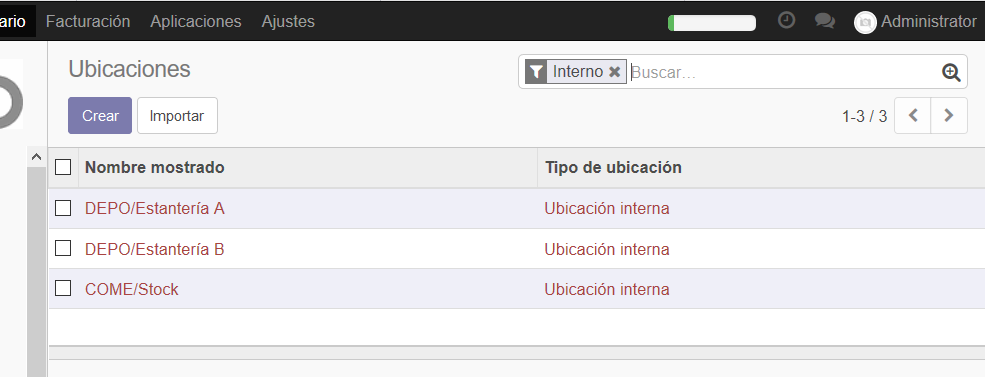 ario Facturación Aplicaciones Ajustes Administrator
Ubicaciones
Interno Buscar...
Crear Importar
1-3 / 3
Nombre mostrado Tipo de ubicación
DEPO/Estantería A Ubicación interna
DEPO/Estantería B Ubicación interna
COME/Stock Ubicación interna